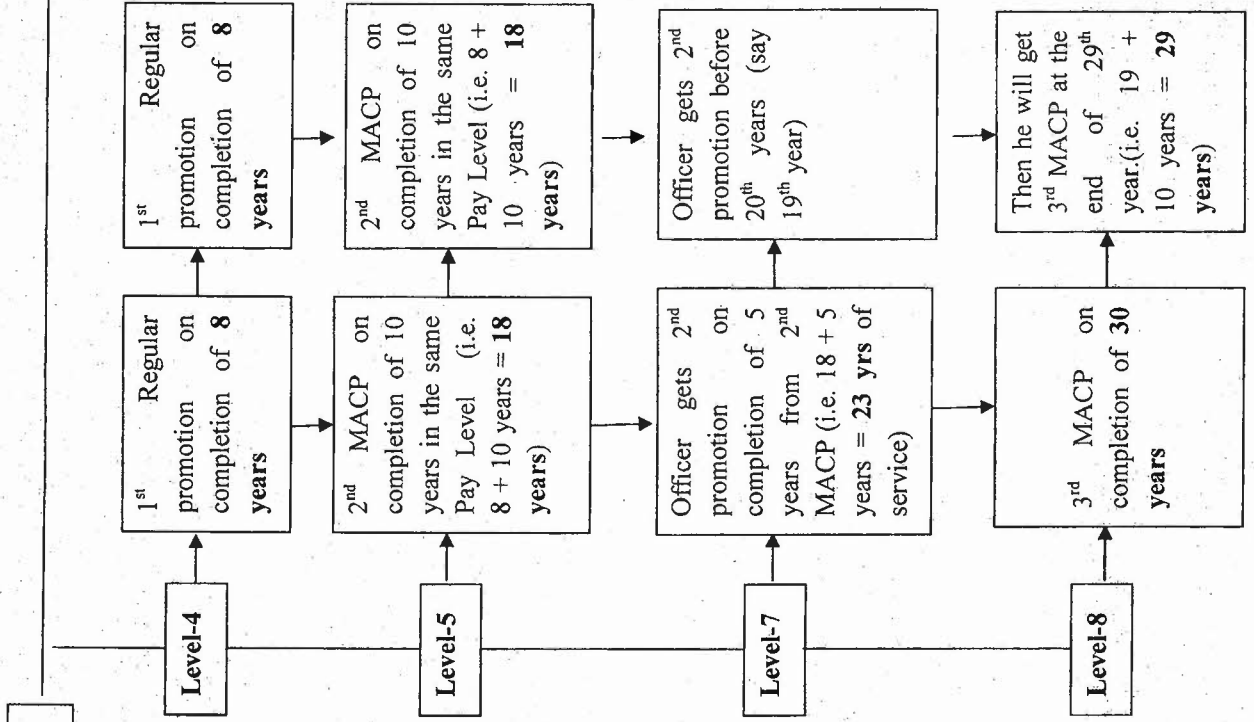 Level-4
1st Regular
promotion on
completion of 8
years
1st Regular
promotion on
completion of 8
years
Level-5
2nd MACP on
completion of 10
years in the same
Pay Level (i.e.
8 + 10 years = 18
years)
2nd MACP on
completion of 10
years in the same
Pay Level (i.e. 8 +
10 years = 18
years)
Level-7
Officer gets 2nd
promotion on
completion of 5
years from 2nd
MACP (i.e. 18 + 5
years = 23 yrs of
service)
Officer gets 2nd
promotion before
20th years (say
19th year)
Level-8
3rd MACP on
completion of 30
years
Then he will get
3rd MACP at the
end of 29th
year.(i.e. 19 +
10 years = 29
years)